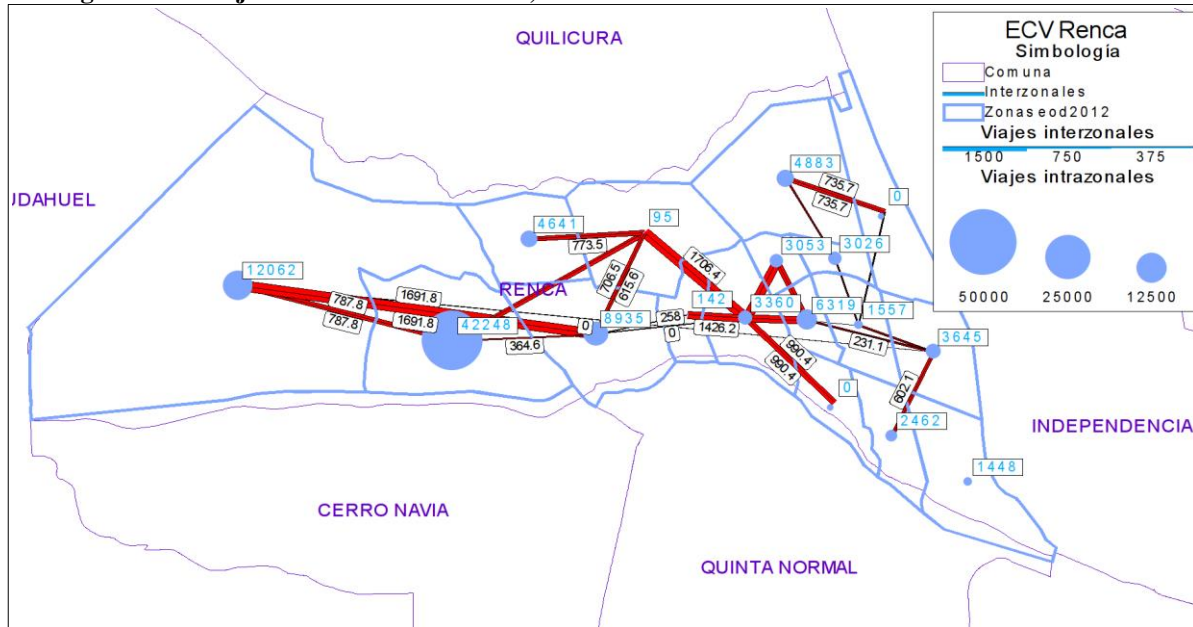 QUILICURA
ECV Renca
Simbología
Comuna
Interzonales
Zonaseod2012
Viajes interzonales
1500 750 375
Viajes intrazonales
50000 25000 12500
4883
735.7
735.7
0
UDAHUEL
4641
95
773.5
3053
3026
12062
706.5
615.6
1706.4
RENCA
787.8
1691.8
142
3360
6319
1557
787.8
1691.8
42248
0
8935
258
0
1426.2
231.1
3645
364.6
990.4
990.4
602.1
0
2462
INDEPENDENCIA
1448
CERRO NAVIA
QUINTA NORMAL